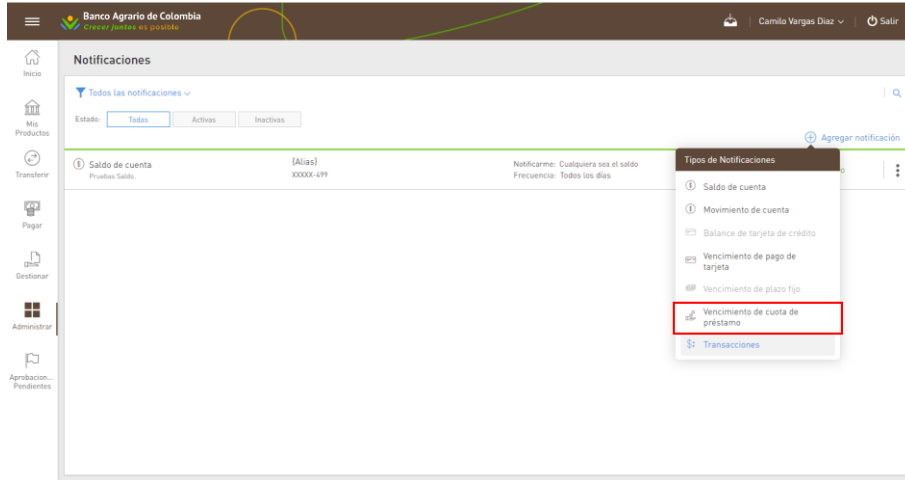 Banco Agrario de Colombia
Crecer juntos es posible
Camilo Vargas Diaz
Salir
Inicio
Mis
Productos
Transferir
Pagar
Gestionar
Administrar
Aprobacion...
Pendientes
Notificaciones
Todos las notificaciones
Estado:
Todas
Activas
Inactivas
Agregar notificación
Saldo de cuenta
Pruebas Saldo.
(Alias)
XXXXX-499
Notificarme: Cualquiera sea el saldo
Frecuencia: Todos los días
o
Tipos de Notificaciones
Saldo de cuenta
Movimiento de cuenta
Balance de tarjeta de crédito
Vencimiento de pago de
tarjeta
Vencimiento de plazo fijo
Vencimiento de cuota de
préstamo
Transacciones